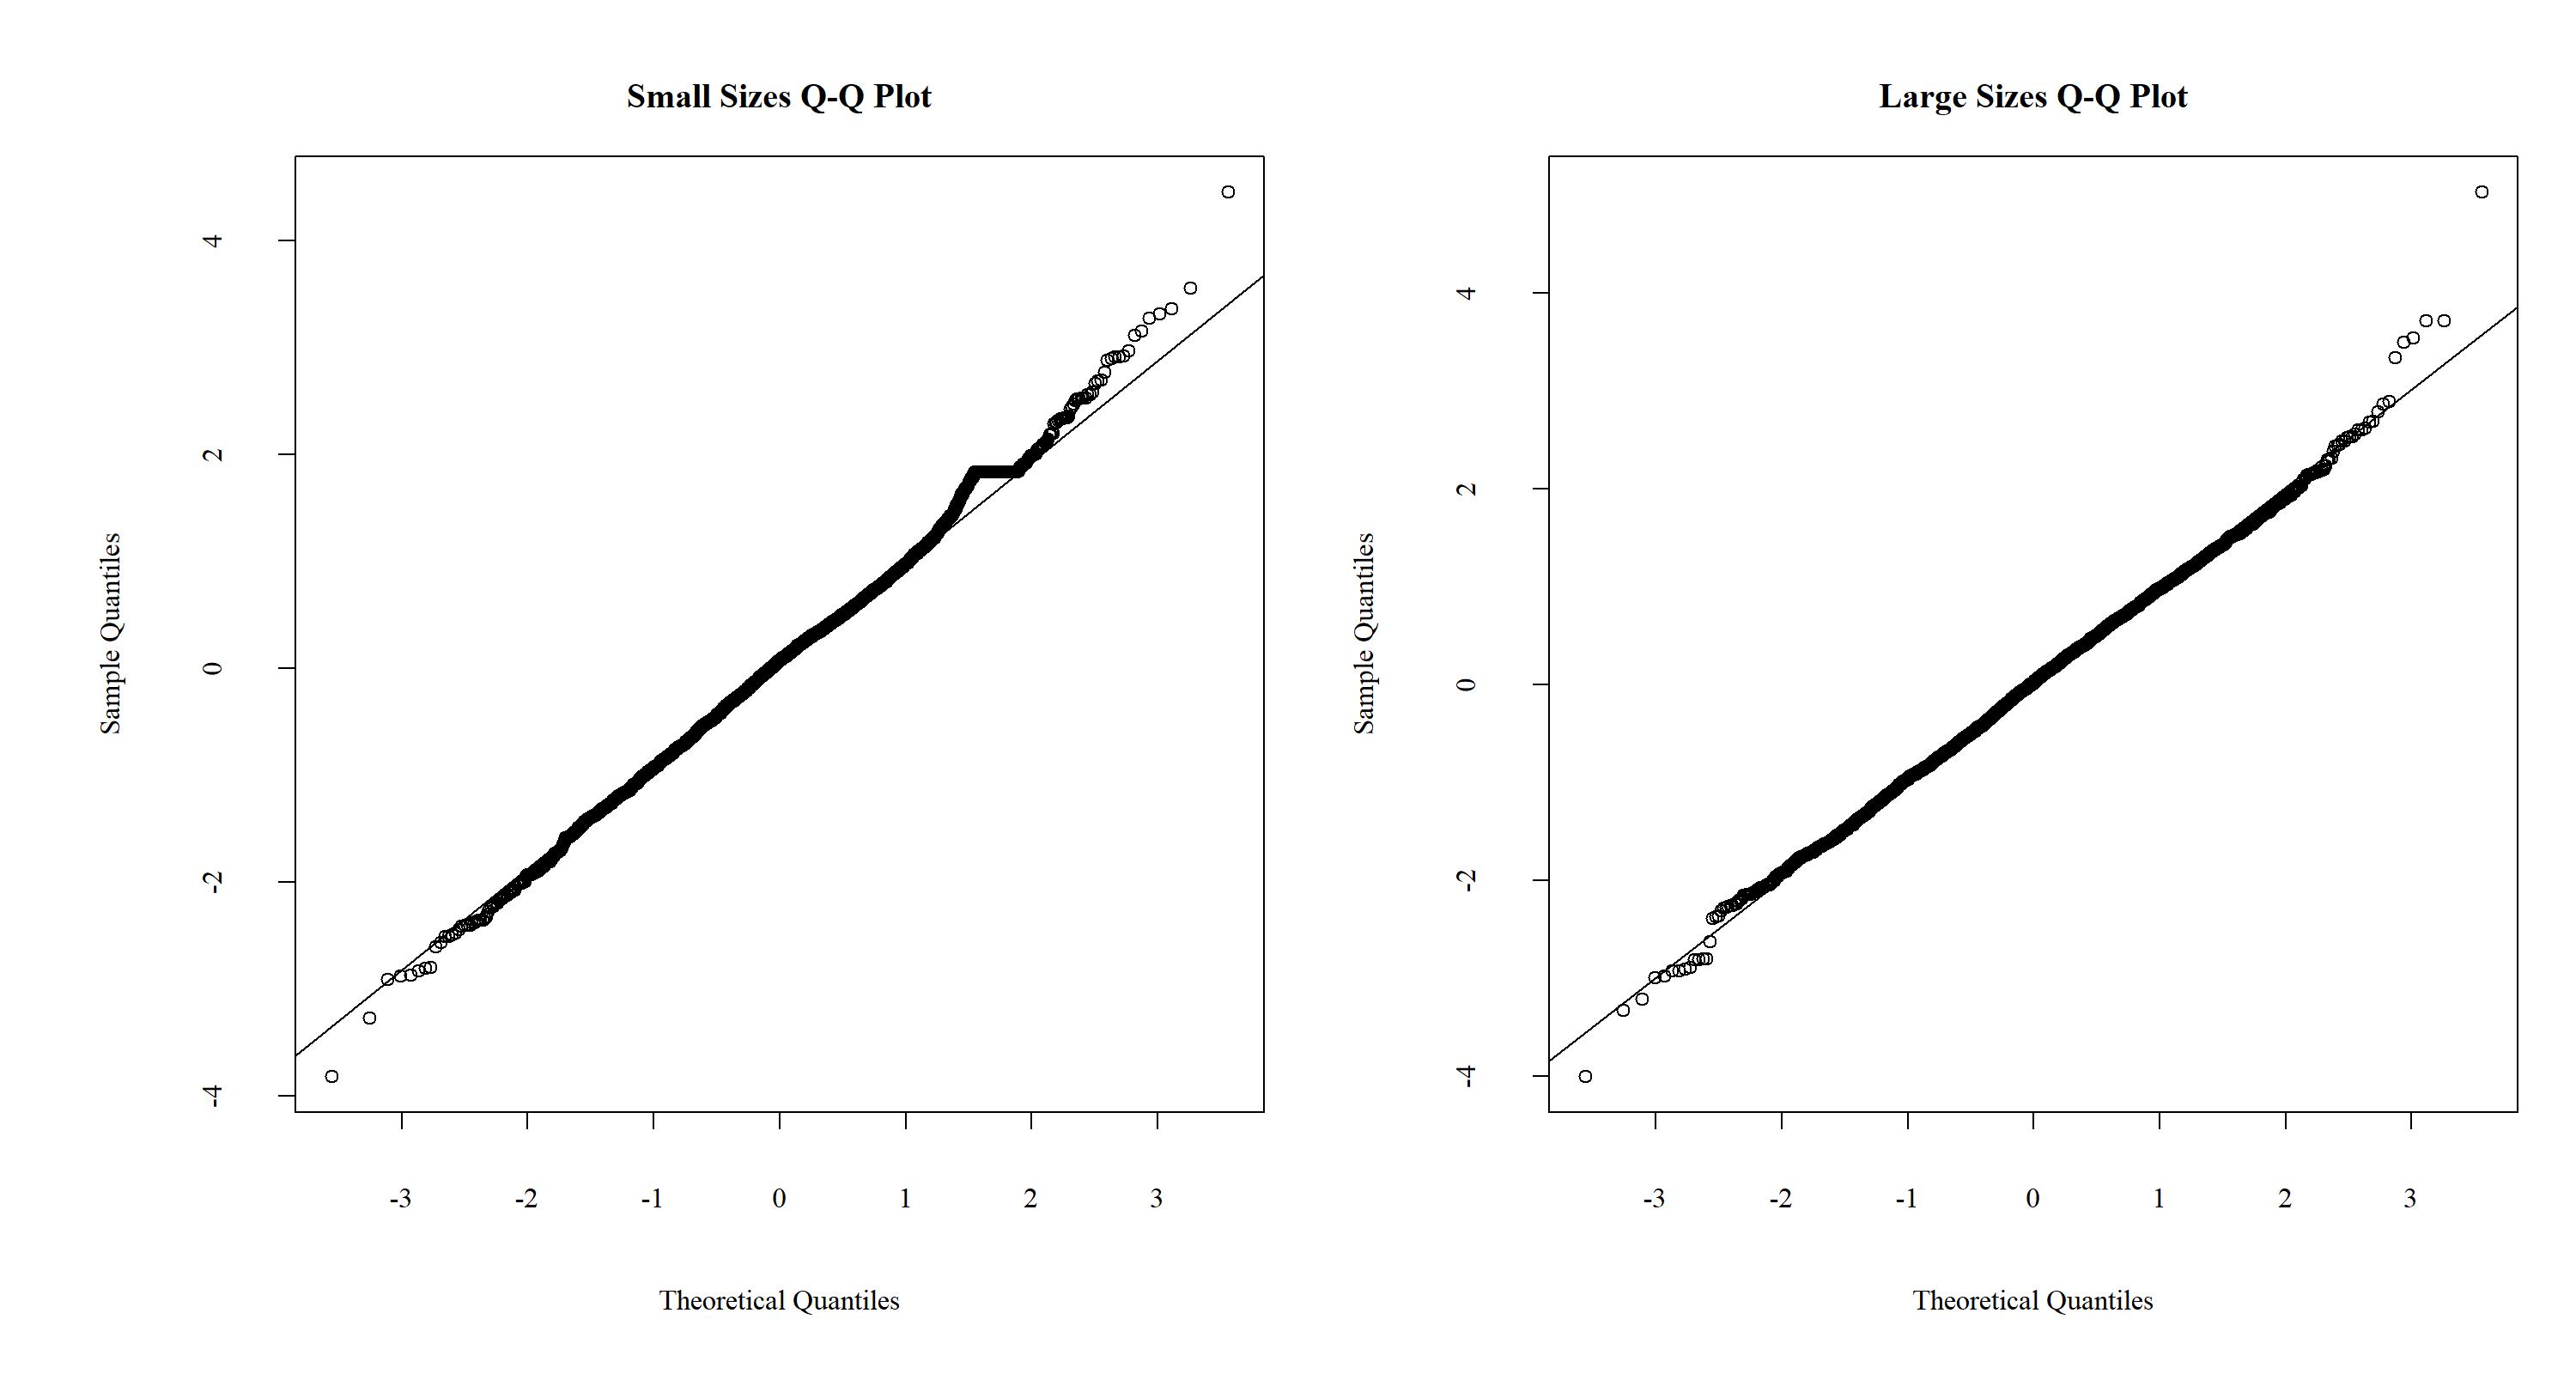 Small Sizes Q-Q Plot
Sample Quantiles
4
2
0
-2
-4
-3 -2 -1 0 1 2 3
Theoretical Quantiles
Large Sizes Q-Q Plot
Sample Quantiles
4
2
0
-2
-4
-3 -2 -1 0 1 2 3
Theoretical Quantiles